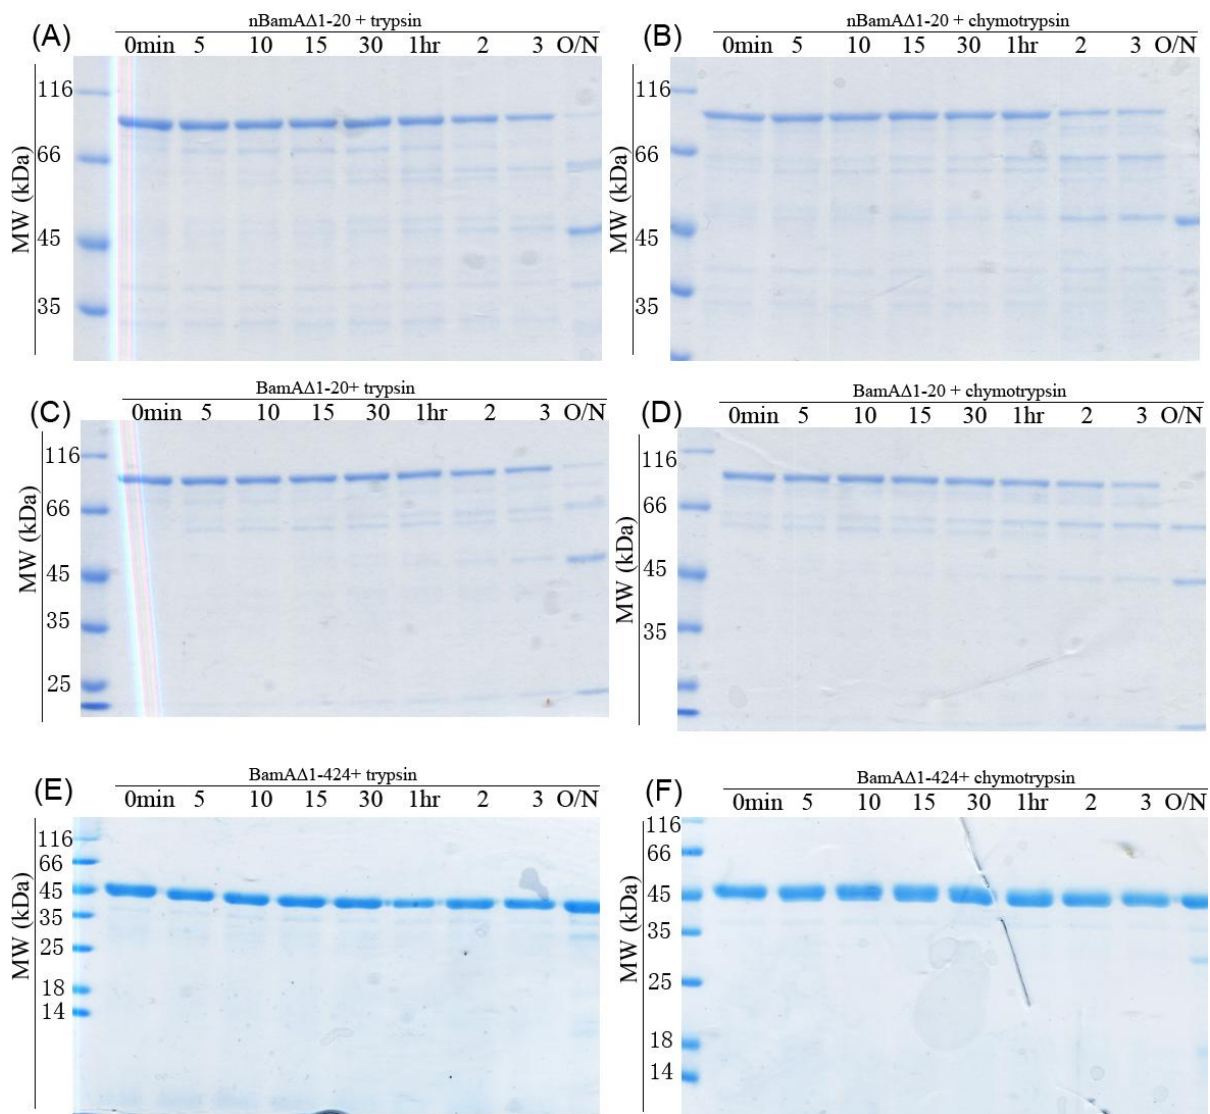 (A)
nBamAΔ1-20 + trypsin
0min 5 10 15 30 1hr 2 3 O/N
MW (kDa)
116
66
45
35
(B)
nBamAΔ1-20 + chymotrypsin
0min 5 10 15 30 1hr 2 3 O/N
MW (kDa)
116
66
45
35
(C)
BamAΔ1-20+ trypsin
0min 5 10 15 30 1hr 2 3 O/N
MW (kDa)
116
66
45
35
25
(D)
BamAΔ1-20 + chymotrypsin
0min 5 10 15 30 1hr 2 3 O/N
MW (kDa)
116
66
45
35
(E)
BamAΔ1-424+ trypsin
0min 5 10 15 30 1hr 2 3 O/N
MW (kDa)
116
66
45
35
25
18
14
(F)
BamAΔ1-424+ chymotrypsin
0min 5 10 15 30 1hr 2 3 O/N
MW (kDa)
116
66
45
35
25
18
14